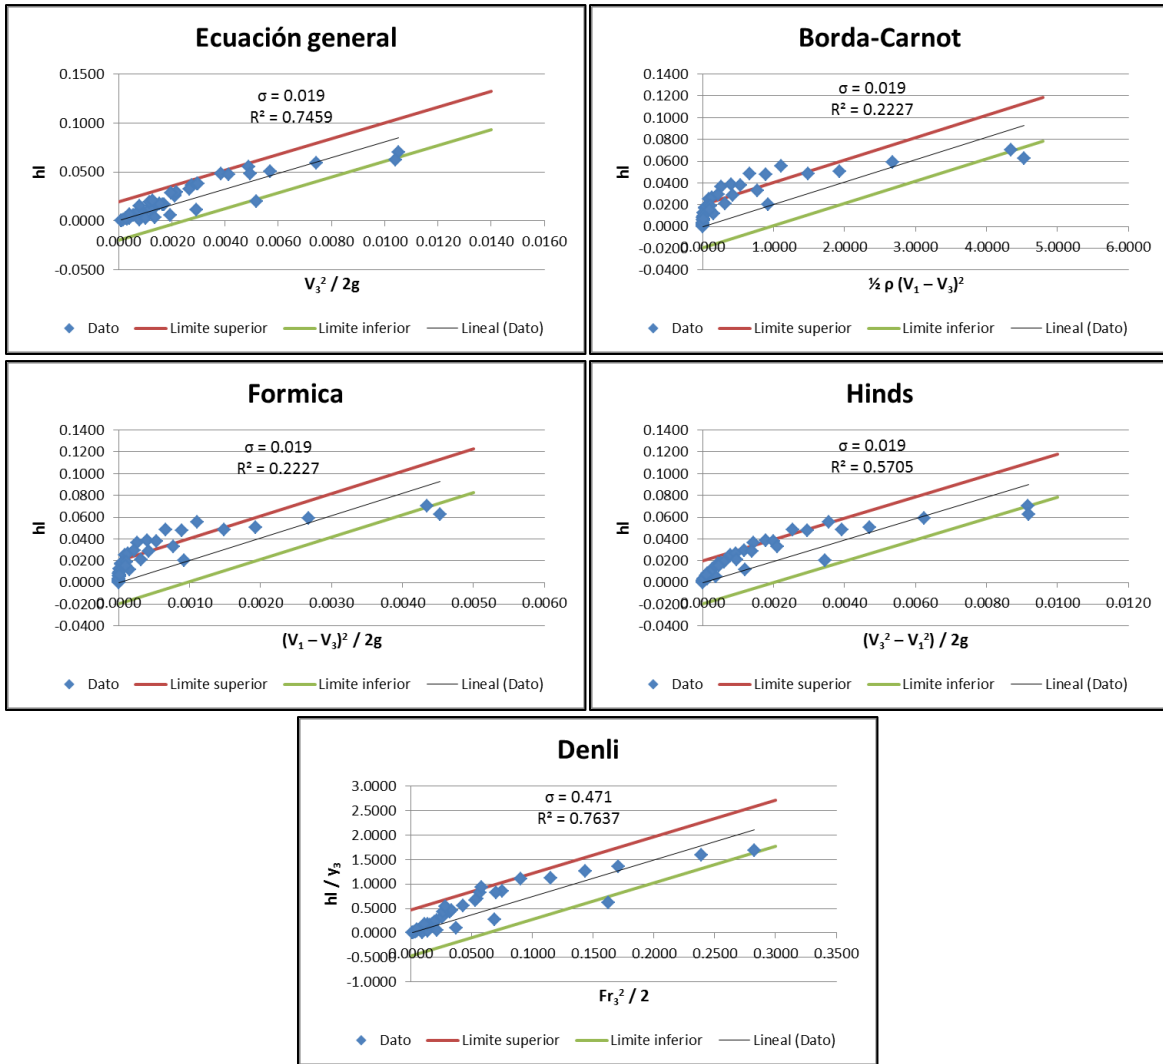 Ecuación general
0.1500
0.1000
0.0500
0.0000
-0.0500
hl
σ = 0.019
R² = 0.7459
0.0000 0.0020 0.0040 0.0060 0.0080 0.0100 0.0120 0.0140 0.0160
V₃² / 2g
Dato Limite superior Limite inferior Lineal (Dato)
Borda-Carnot
0.1400
0.1200
0.1000
0.0800
0.0600
0.0400
0.0200
0.0000
-0.0200
-0.0400
hl
σ = 0.019
R² = 0.2227
0.0000 1.0000 2.0000 3.0000 4.0000 5.0000 6.0000
½ ρ (V₁ – V₃)²
Dato Limite superior Limite inferior Lineal (Dato)
Formica
0.1400
0.1200
0.1000
0.0800
0.0600
0.0400
0.0200
0.0000
-0.0200
-0.0400
hl
σ = 0.019
R² = 0.2227
0.0000 0.0010 0.0020 0.0030 0.0040 0.0050 0.0060
(V₁ – V₃)² / 2g
Dato Limite superior Limite inferior Lineal (Dato)
Hinds
0.1400
0.1200
0.1000
0.0800
0.0600
0.0400
0.0200
0.0000
-0.0200
-0.0400
hl
σ = 0.019
R² = 0.5705
0.0000 0.0020 0.0040 0.0060 0.0080 0.0100 0.0120
(V₃² – V₁²) / 2g
Dato Limite superior Limite inferior Lineal (Dato)
Denli
3.0000
2.5000
2.0000
1.5000
1.0000
0.5000
0.0000
-0.5000
-1.0000
hl / y₃
σ = 0.471
R² = 0.7637
0.0000 0.0500 0.1000 0.1500 0.2000 0.2500 0.3000 0.3500
Fr₃² / 2
Dato Limite superior Limite inferior Lineal (Dato)